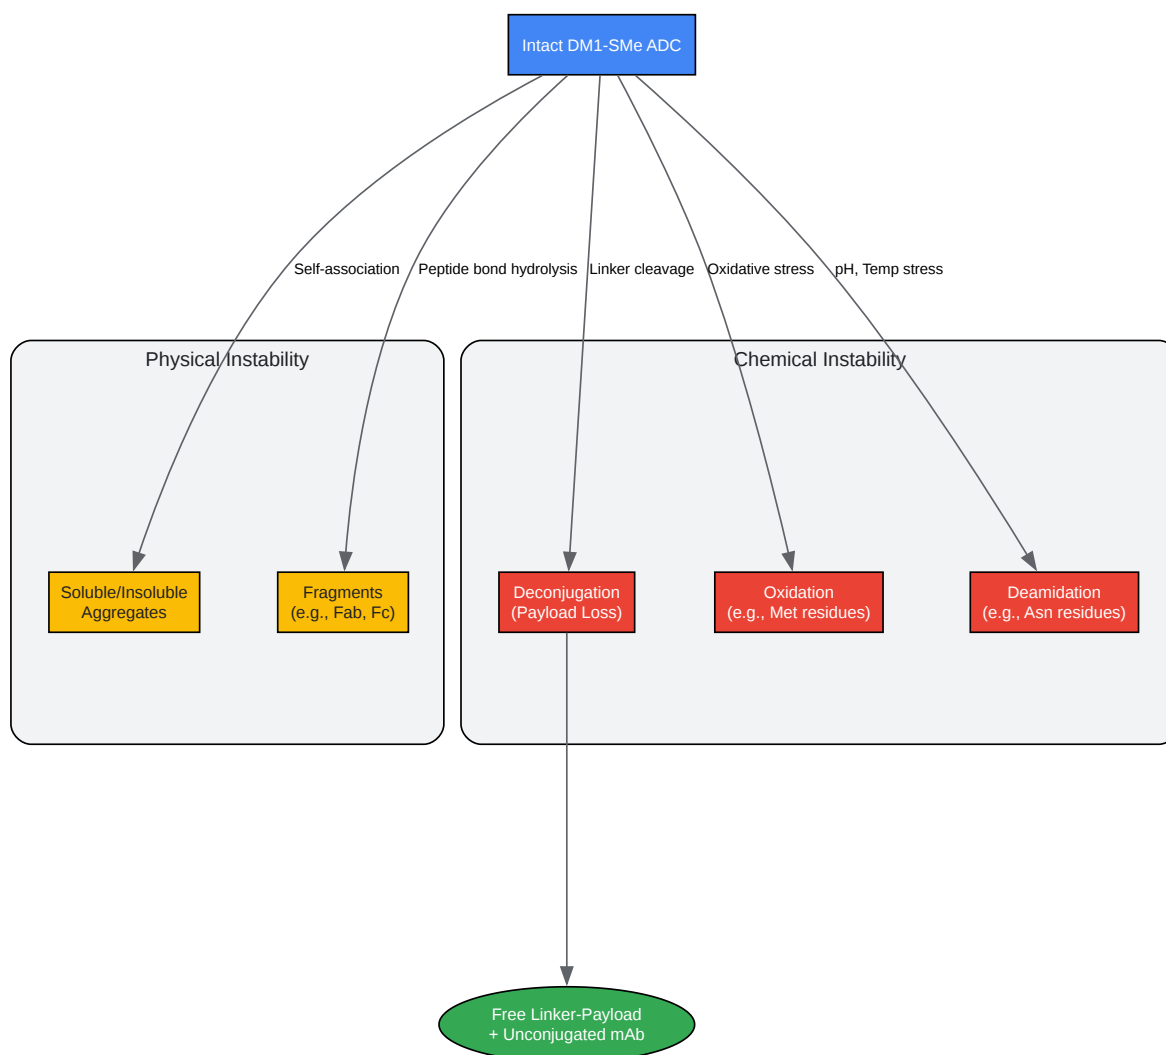 Intact DM1-SMe ADC
Self-association
Peptide bond hydrolysis
Linker cleavage
Oxidative stress
pH, Temp stress
Physical Instability
Chemical Instability
Soluble/Insoluble
Aggregates
Fragments
(e.g., Fab, Fc)
Deconjugation
(Payload Loss)
Oxidation
(e.g., Met residues)
Deamidation
(e.g., Asn residues)
Free Linker-Payload
+ Unconjugated mAb